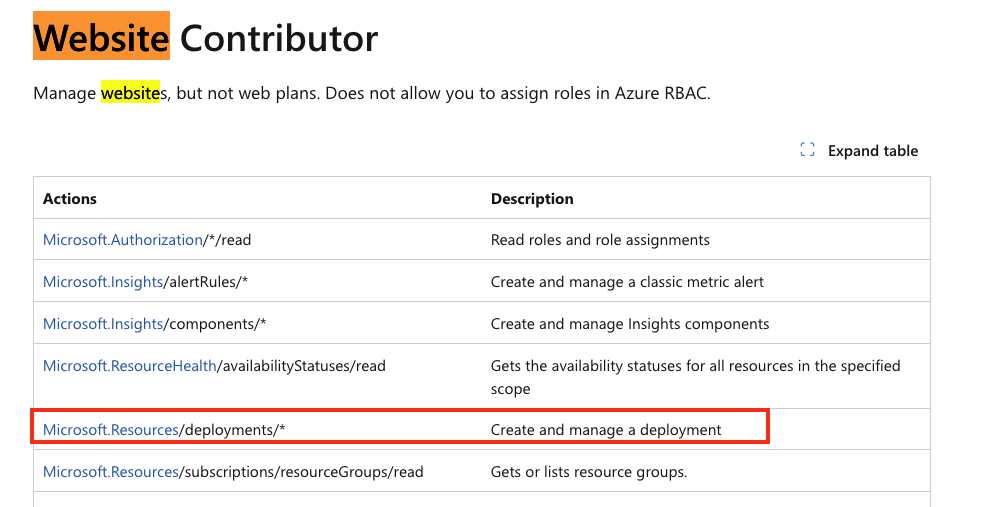 Website Contributor
Manage websites, but not web plans. Does not allow you to assign roles in Azure RBAC.
Expand table
Actions Description
Microsoft.Authorization/*/read Read roles and role assignments
Microsoft.Insights/alertRules/* Create and manage a classic metric alert
Microsoft.Insights/components/* Create and manage Insights components
Microsoft.ResourceHealth/availabilityStatuses/read Gets the availability statuses for all resources in the specified
scope
Microsoft.Resources/deployments/* Create and manage a deployment
Microsoft.Resources/subscriptions/resourceGroups/read Gets or lists resource groups.